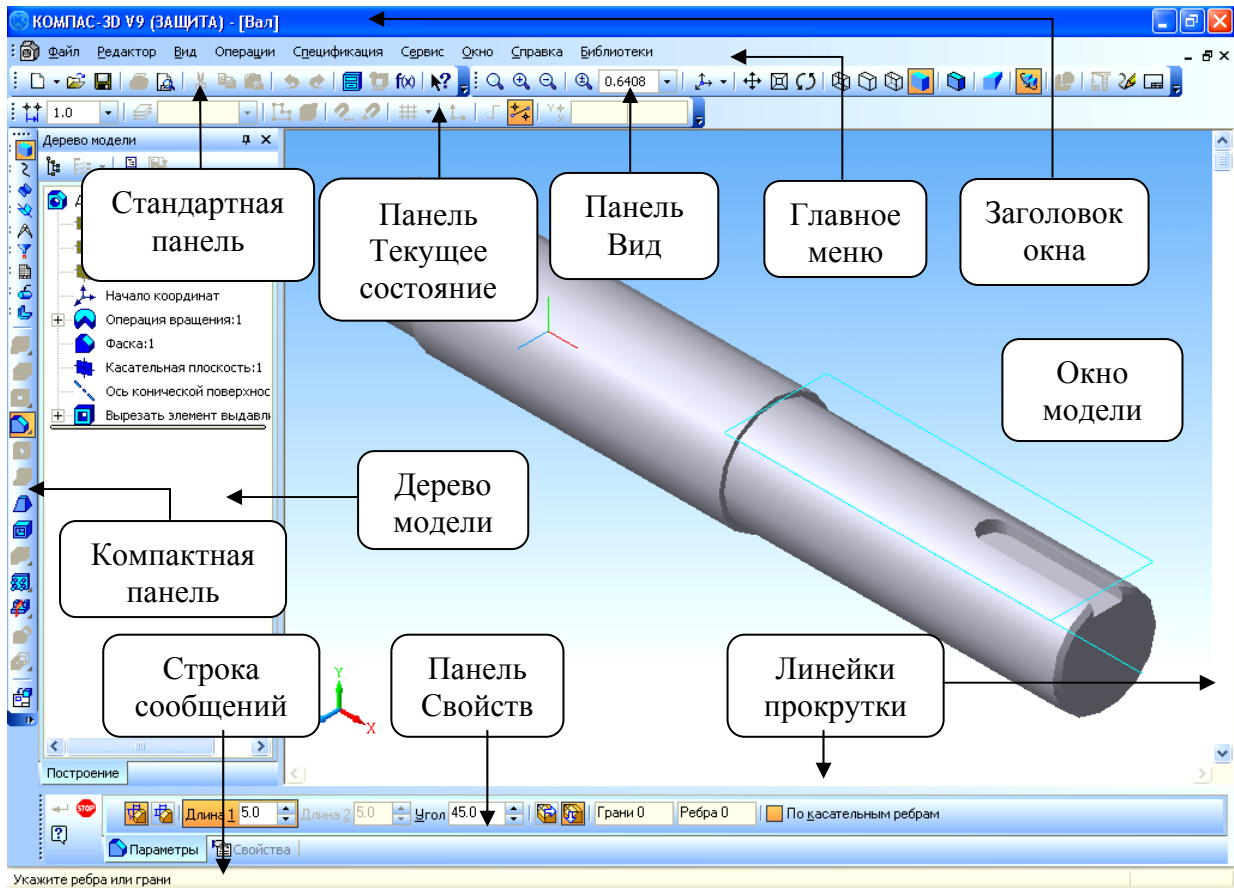 КОМПАС-3D V9 (ЗАЩИТА) - [Вал]
Файл Редактор Вид Операции Спецификация Сервис Окно Справка Библиотеки
0.6408
1.0
Дерево модели
Стандартная
панель
Панель
Текущее
состояние
Панель
Вид
Главное
меню
Заголовок
окна
Начало координат
Операция вращения:1
Фаска:1
Касательная плоскость:1
Ось конической поверхнос
Вырезать элемент выдавли
Окно
модели
Дерево
модели
Компактная
панель
Строка
сообщений
Панель
Свойств
Линейки
прокрутки
Y
X
Построение
STOP
Длина 1 5.0 Длина 2 5.0 Угол 45.0 Грани 0 Ребра 0 По касательным ребрам
Параметры Свойства
Укажите ребра или грани